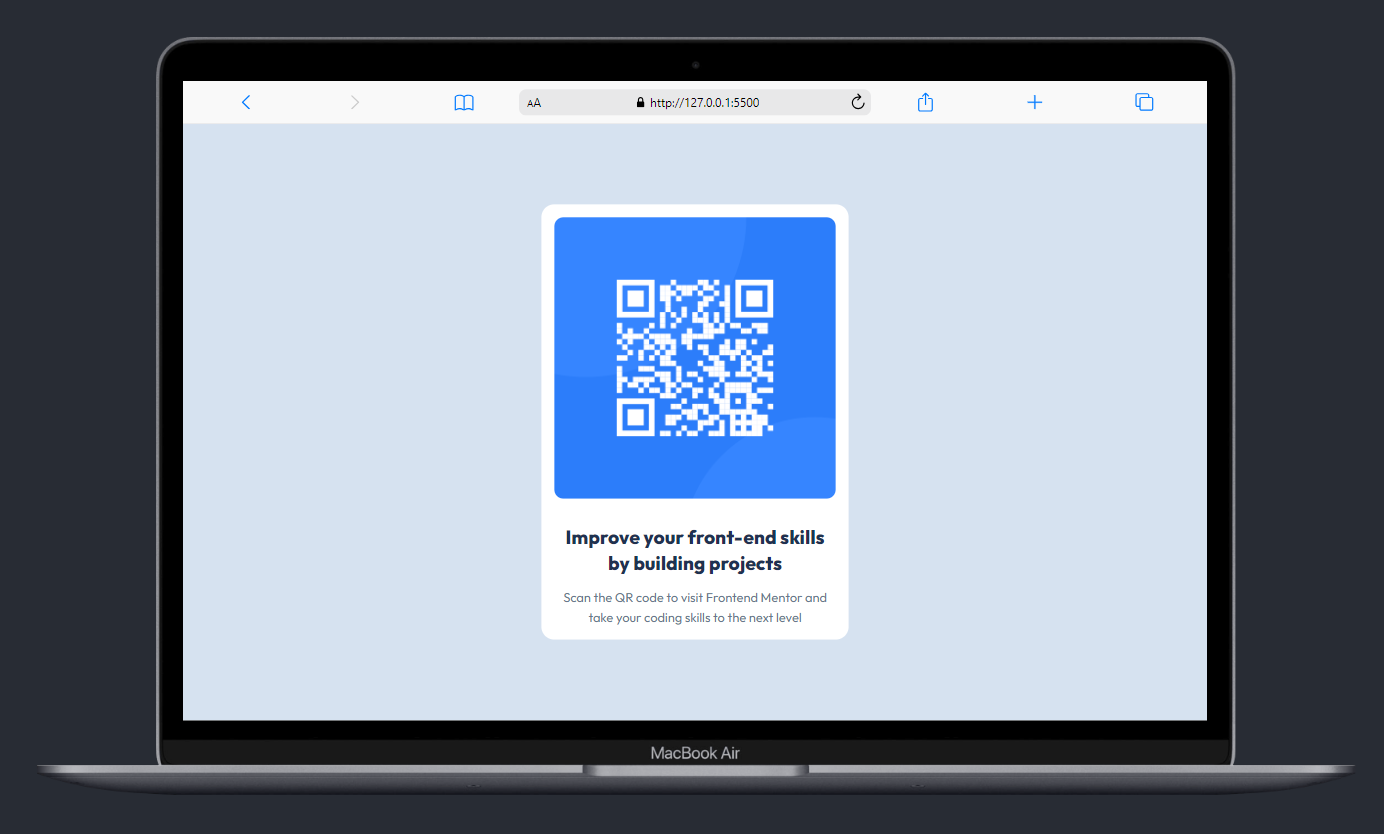 AA
http://127.0.0.1:5500
Improve your front-end skills
by building projects
Scan the QR code to visit Frontend Mentor and
take your coding skills to the next level
MacBook Air